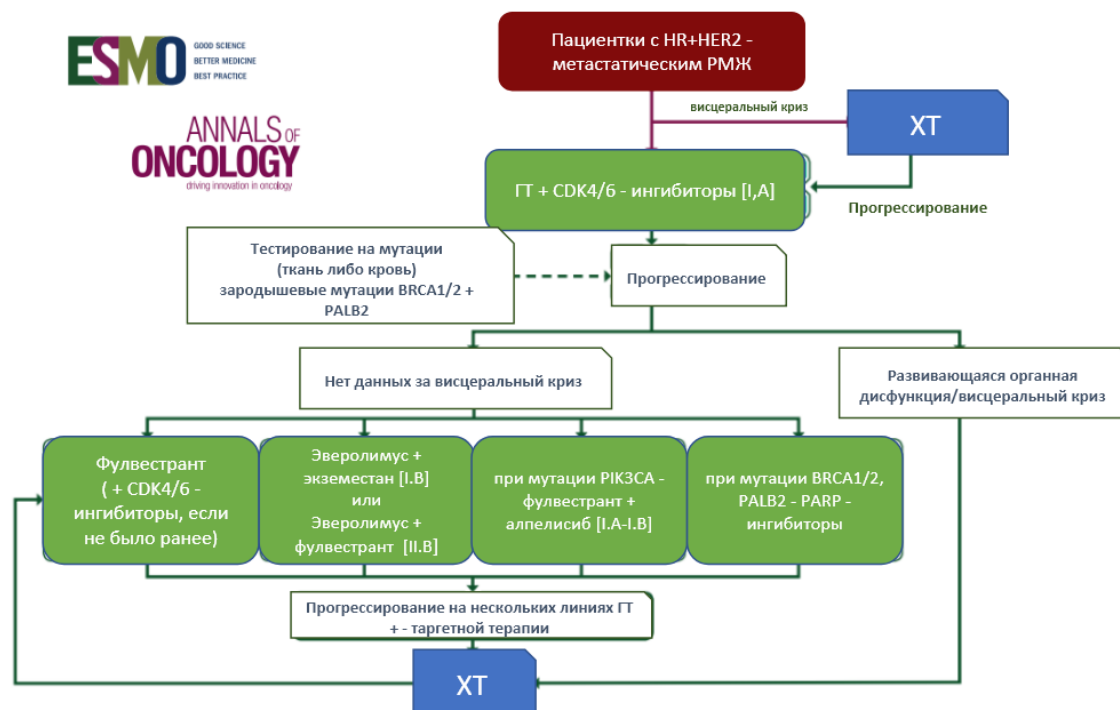 ESMO
GOOD SCIENCE
BETTER MEDICINE
BEST PRACTICE
ANNALS OF
ONCOLOGY
driving innovation in oncology
Пациентки с HR+HER2 -
метастатическим РМЖ
висцеральный криз
ХТ
ГТ + CDK4/6 - ингибиторы [I,A]
Прогрессирование
Тестирование на мутации
(ткань либо кровь)
зародышевые мутации BRCA1/2 +
PALB2
Прогрессирование
Нет данных за висцеральный криз
Развивающаяся органная
дисфункция/висцеральный криз
Фулвестрант
( + CDK4/6 -
ингибиторы, если
не было ранее)
Эверолимус +
экземестан [I.B]
или
Эверолимус +
фулвестрант [II.B]
при мутации PIK3CA -
фулвестрант +
алпелисиб [I.A-I.B]
при мутации BRCA1/2,
PALB2 - PARP -
ингибиторы
Прогрессирование на нескольких линиях ГТ
+ - таргетной терапии
ХТ